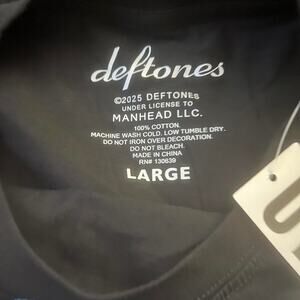 deftones
©2025 DEFTONES
UNDER LICENSE TO
MANHEAD LLC.
100% COTTON.
MACHINE WASH COLD. LOW TUMBLE DRY.
DO NOT IRON OVER DECORATION.
DO NOT BLEACH.
MADE IN CHINA
RN# 130639
LARGE